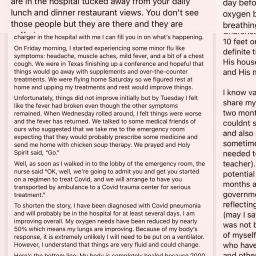 are in the hospital tucked away from your daily
lunch and dinner restaurant views. You don't see
those people but they are there and they are
charger in the hospital with me I can fill you in on what's happening.
On Friday morning, I started experiencing some minor flu like
symptoms: headache, muscle aches, mild fever, and a bit of a chest
cough. We were in Texas finishing up a conference and hopeful that
things would go away with supplements and over-the-counter
treatments. We were flying home Saturday so we figured rest at
home and upping my treatments and rest would improve things.
Unfortunately, things did not improve initially but by Tuesday I felt
like the fever had broken even though the other symptoms
remained. When Wednesday rolled around, I felt things were worse
and the fever has returned. We talked to some medical friends of
ours who suggested that we take me to the emergency room
expecting that they would probably prescribe some medicine and
send me home with chicken soup therapy. We prayed and Holy
Spirit said, "Go."
Well, as soon as I walked in to the lobby of the emergency room, the
nurse said "OK, well, we're going to admit you and get you started
on a regimen to treat Covid, and we will arrange to have you
transported by ambulance to a Covid trauma center for serious
treatment."
To shorten the story, I have been diagnosed with Covid pneumonia
and will probably be in the hospital for at least several days. I am
improving overall. My oxygen needs have been reduced by nearly
50% which means my lungs are improving. Because of my body's
response, it is extremely unlikely I will need to be put on a ventilator.
However, I understand that things are very fluid and could change.
day before
oxygen b
breathing
10 feet o
definite t
His house
and His m
I know va
share my
two mont
couldnt s
and also
sometime
needed to
teacher).
potential
months a
governme
reflecting
(may I say
was not b
of myself
who have
and other